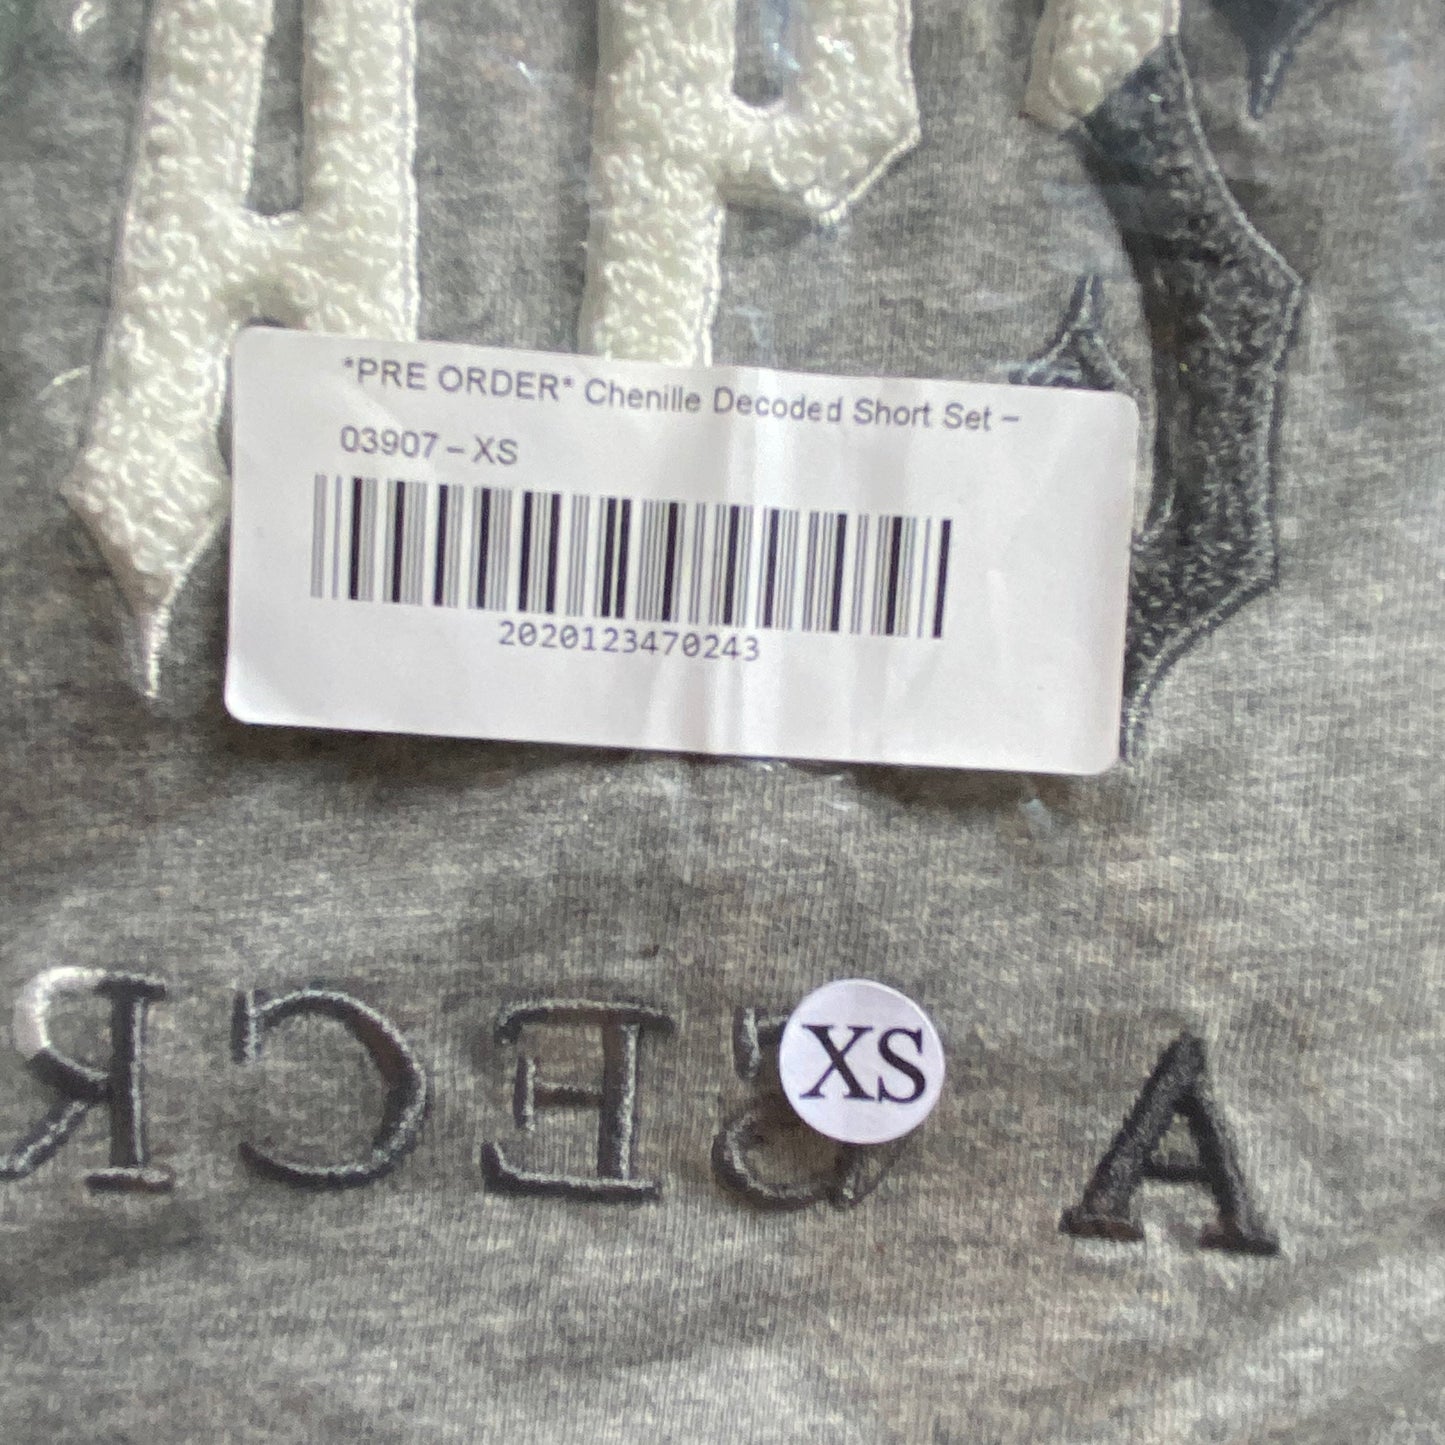 *PRE ORDER* Chenille Decoded Short Set –
03907 – XS
2020123470243
XS
A SECR